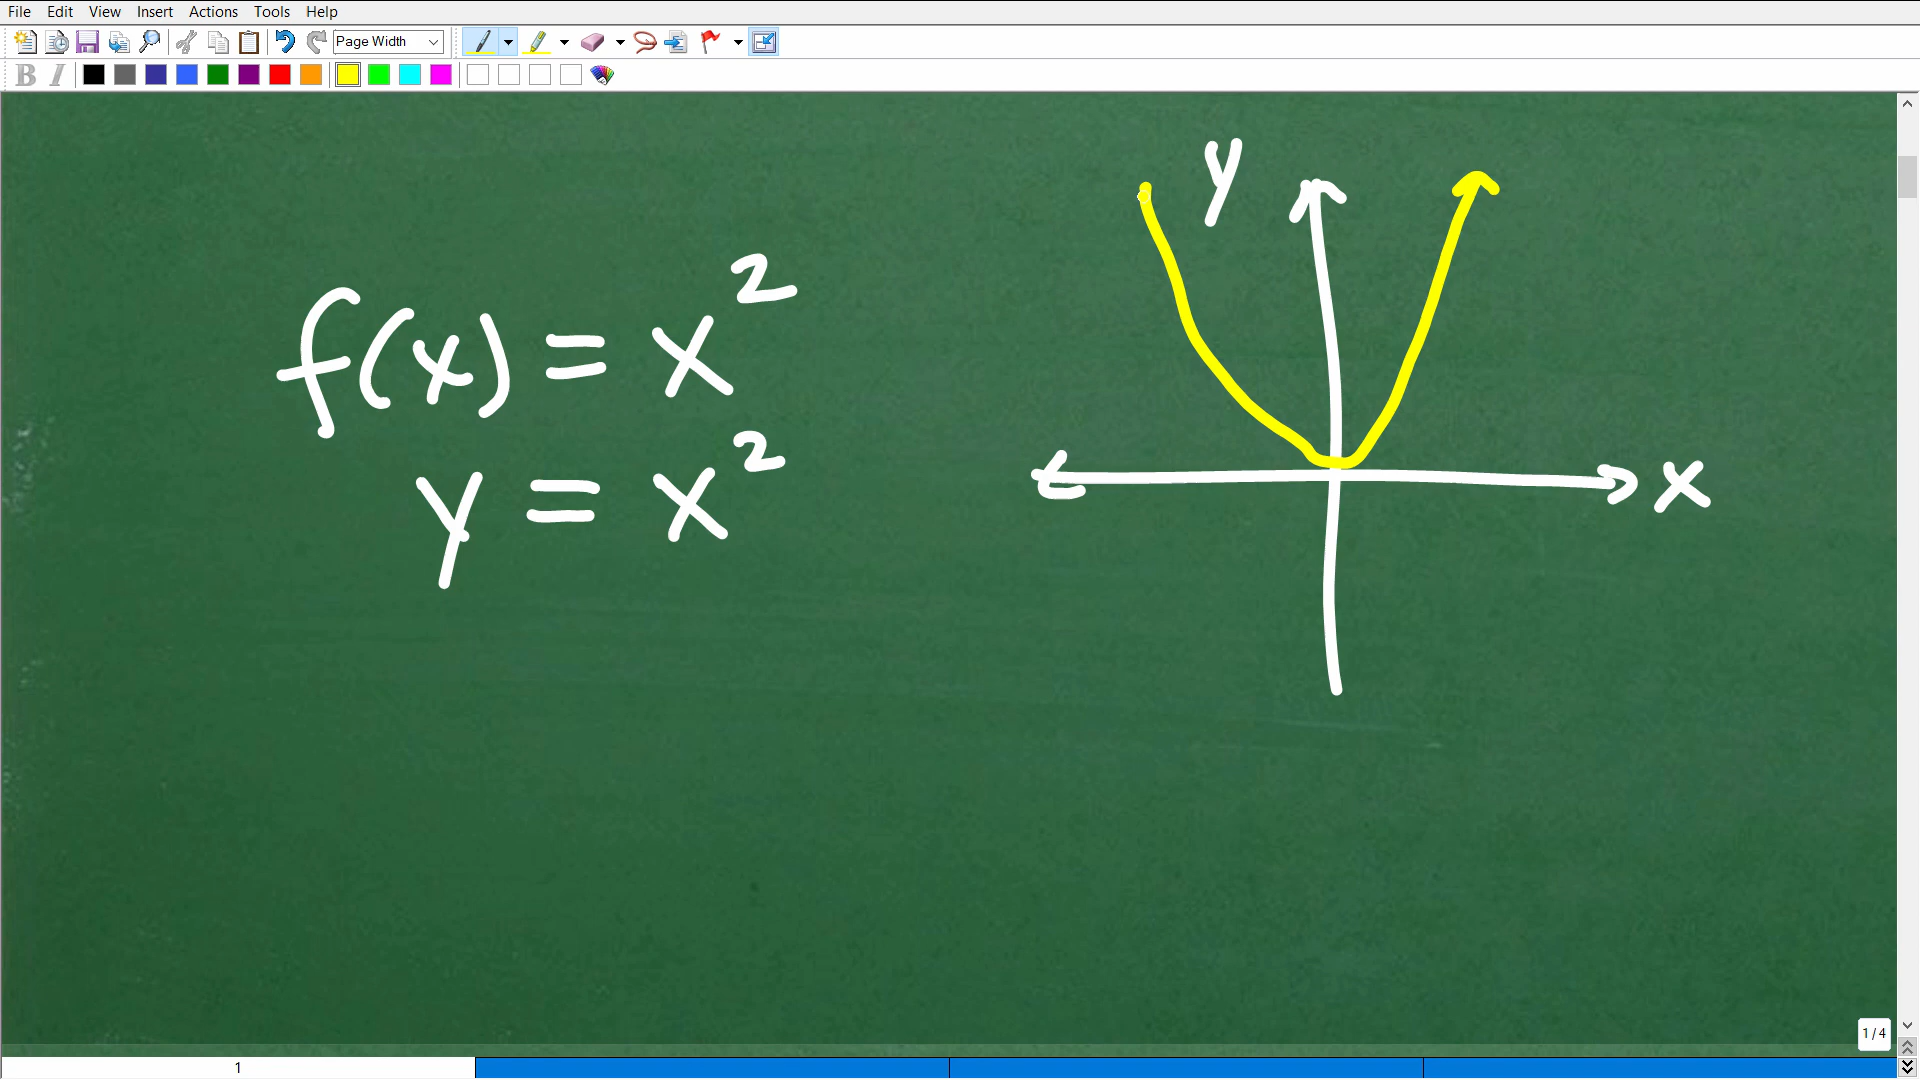 File Edit View Insert Actions Tools Help
Page Width
B I
y
f(x) = x²
y = x²
x
1 / 4
1